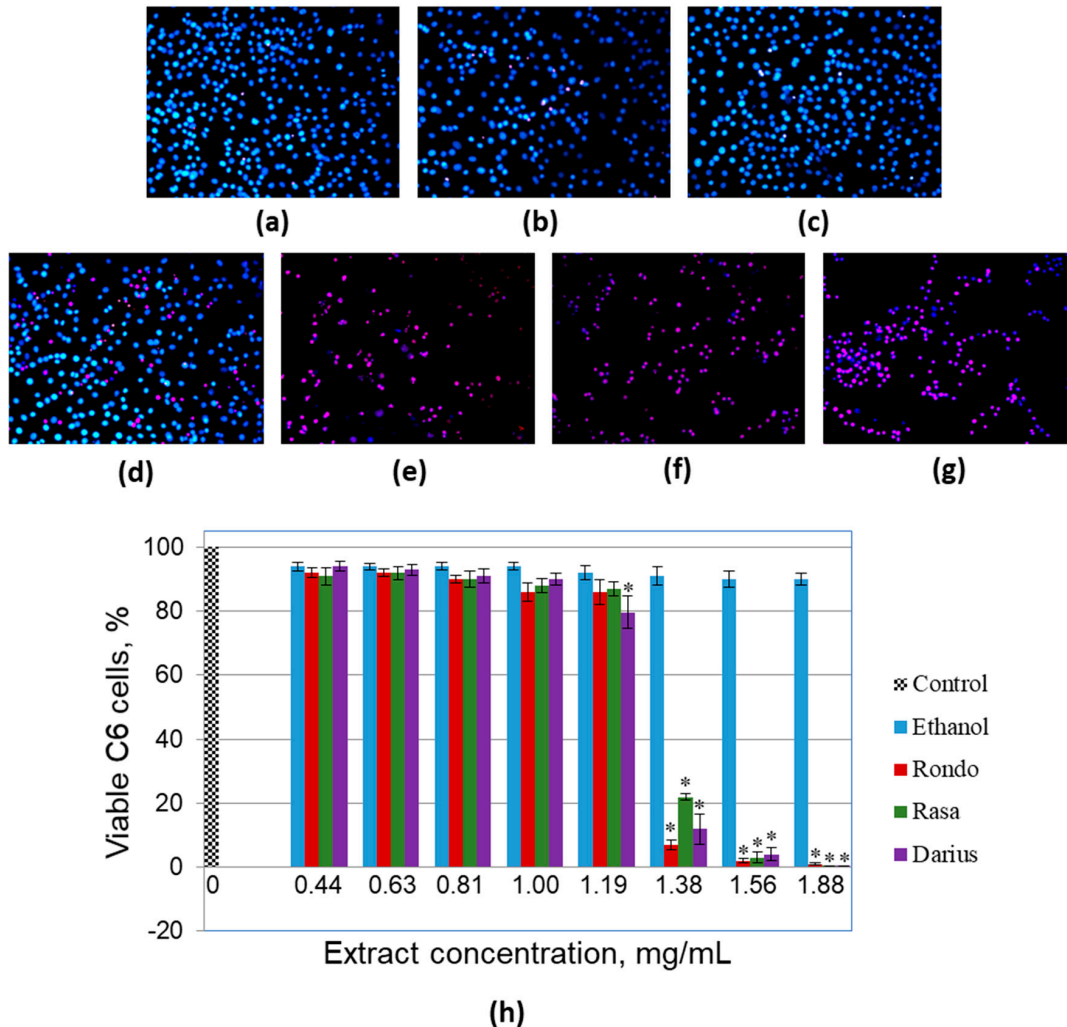 (a)
(b)
(c)
(d)
(e)
(f)
(g)
100
80
60
40
20
0
-20
Viable C6 cells, %
*
*
*
*
*
*
*
*
*
*
0
0.44
0.63
0.81
1.00
1.19
1.38
1.56
1.88
Extract concentration, mg/mL
Control
Ethanol
Rondo
Rasa
Darius
(h)